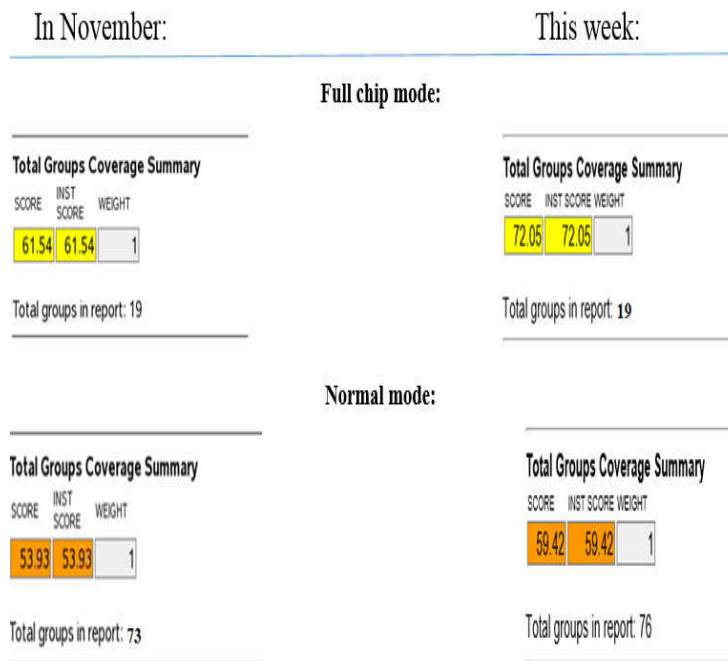 In November:
This week:
Full chip mode:
Total Groups Coverage Summary
SCORE INST SCORE WEIGHT
61.54 61.54 1
Total groups in report: 19
Total Groups Coverage Summary
SCORE INST SCORE WEIGHT
72.05 72.05 1
Total groups in report: 19
Normal mode:
Total Groups Coverage Summary
SCORE INST SCORE WEIGHT
53.93 53.93 1
Total groups in report: 73
Total Groups Coverage Summary
SCORE INST SCORE WEIGHT
59.42 59.42 1
Total groups in report: 76